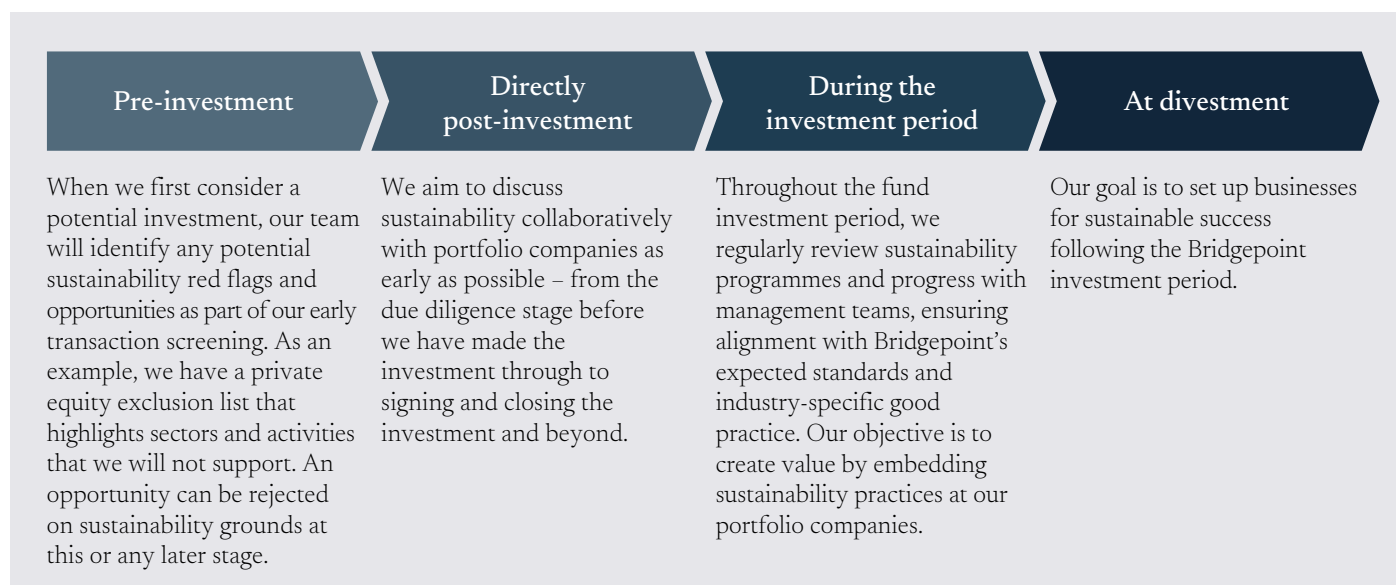 Pre-investment
When we first consider a
potential investment, our team
will identify any potential
sustainability red flags and
opportunities as part of our early
transaction screening. As an
example, we have a private
equity exclusion list that
highlights sectors and activities
that we will not support. An
opportunity can be rejected
on sustainability grounds at
this or any later stage.
Directly
post-investment
We aim to discuss
sustainability collaboratively
with portfolio companies as
early as possible – from the
due diligence stage before
we have made the
investment through to
signing and closing the
investment and beyond.
During the
investment period
Throughout the fund
investment period, we
regularly review sustainability
programmes and progress with
management teams, ensuring
alignment with Bridgepoint’s
expected standards and
industry-specific good
practice. Our objective is to
create value by embedding
sustainability practices at our
portfolio companies.
At divestment
Our goal is to set up businesses
for sustainable success
following the Bridgepoint
investment period.